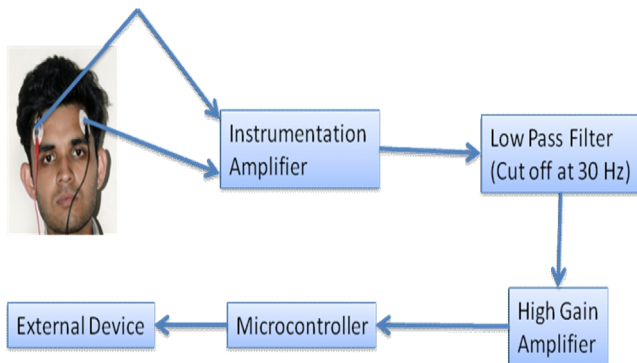 Instrumentation
Amplifier
Low Pass Filter
(Cut off at 30 Hz)
High Gain
Amplifier
Microcontroller
External Device